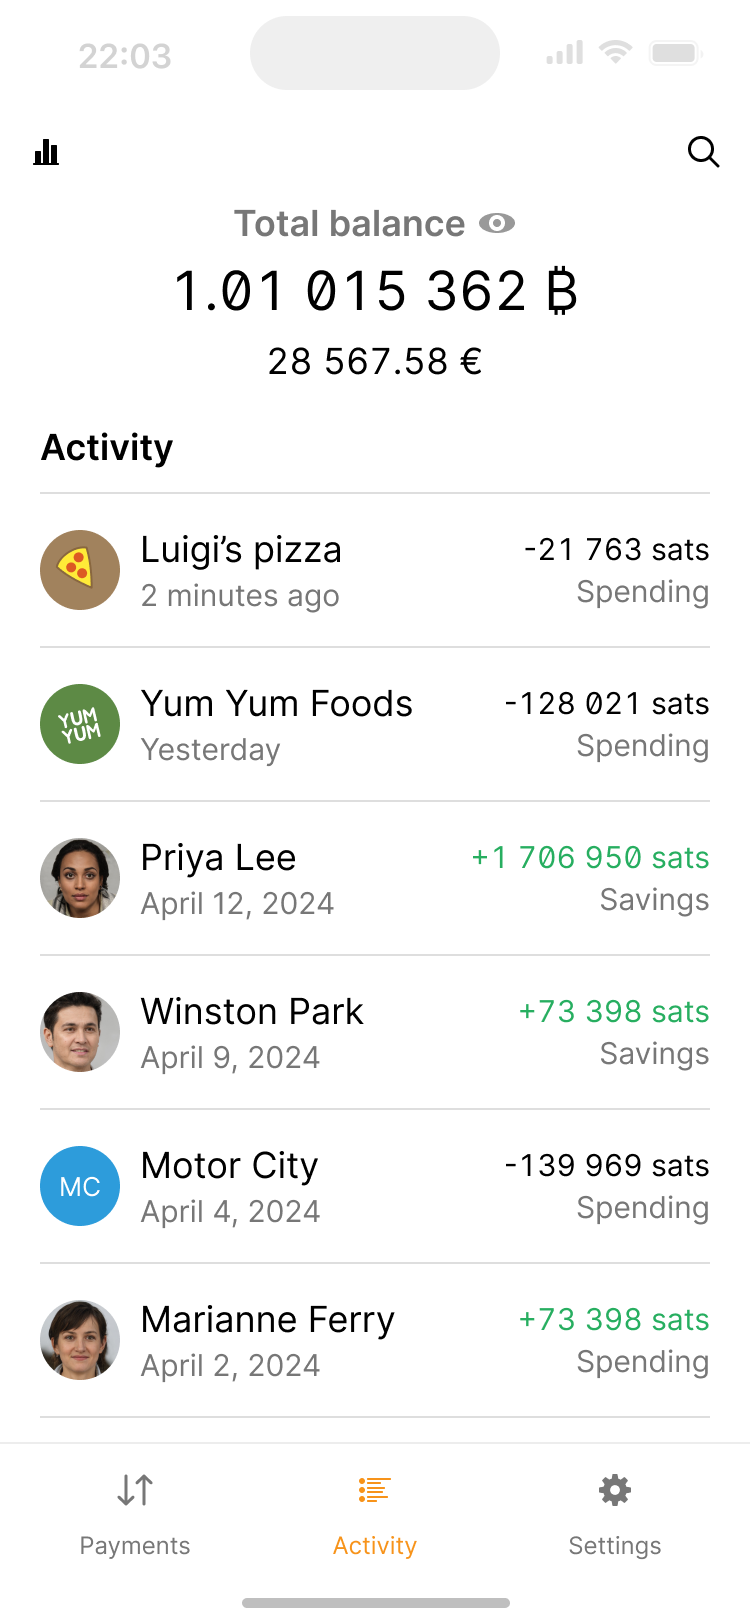 22:03
Total balance
1.01 015 362 ₿
28 567.58 €
Activity
Luigi’s pizza
-21 763 sats
2 minutes ago
Spending
YUM
YUM
Yum Yum Foods
-128 021 sats
Yesterday
Spending
Priya Lee
+1 706 950 sats
April 12, 2024
Savings
Winston Park
+73 398 sats
April 9, 2024
Savings
MC
Motor City
-139 969 sats
April 4, 2024
Spending
Marianne Ferry
+73 398 sats
April 2, 2024
Spending
Payments
Activity
Settings